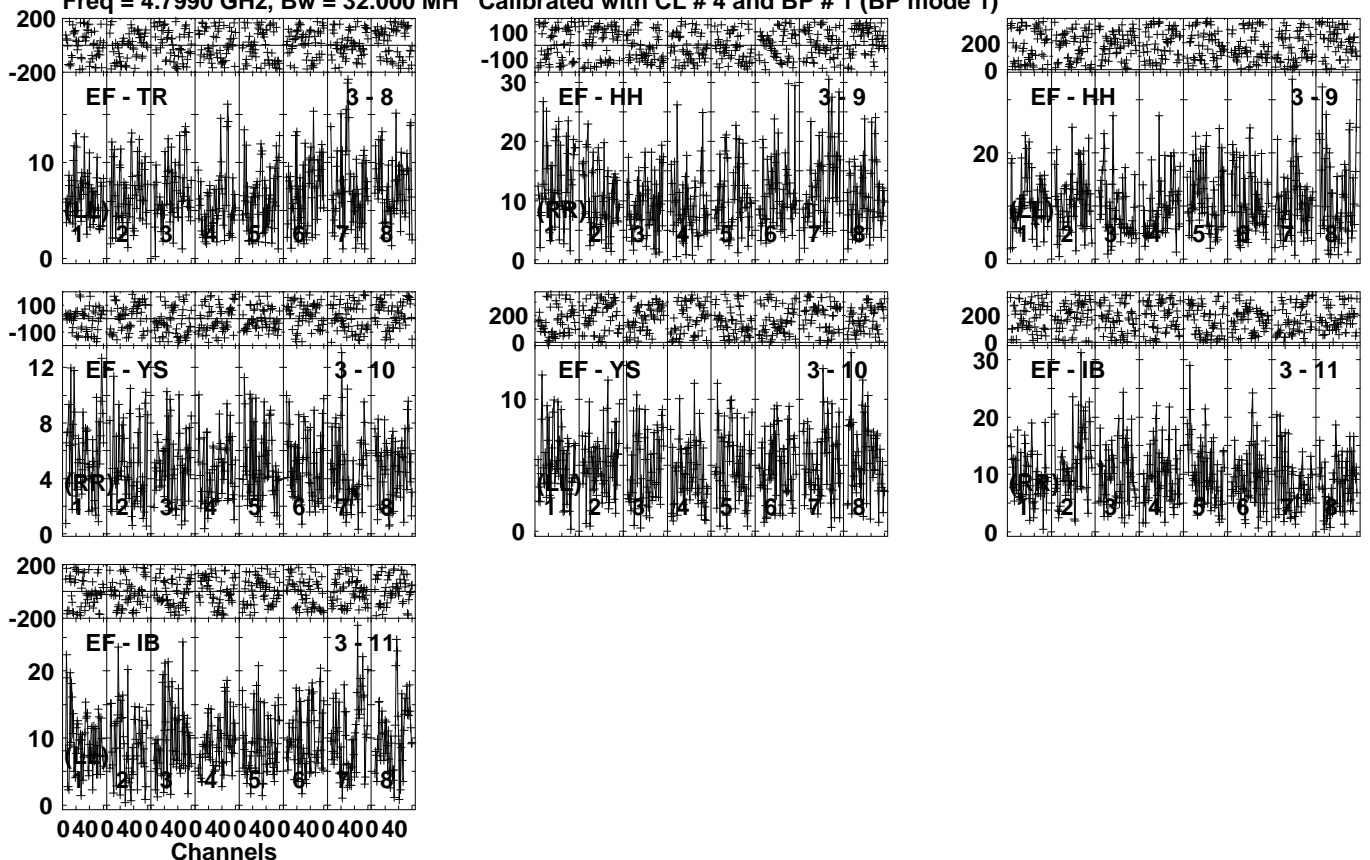 Freq = 4.7990 GHz, Bw = 32.000 MH Calibrated with CL # 4 and BP # 1 (BP mode 1)
200
-200
EF - TR 3 - 8
10
0
(LL)
1 2 3 4 5 6 7 8
100
-100
30
EF - HH 3 - 9
20
10
0
(RR)
1 2 3 4 5 6 7 8
200
0
EF - HH 3 - 9
20
0
(LL)
1 2 3 4 5 6 7 8
100
-100
12
EF - YS 3 - 10
8
4
0
(RR)
1 2 3 4 5 6 7 8
200
0
EF - YS 3 - 10
10
0
(LL)
1 2 3 4 5 6 7 8
200
0
30
EF - IB 3 - 11
20
10
0
(RR)
1 2 3 4 5 6 7 8
200
-200
EF - IB 3 - 11
20
10
0
(LL)
1 2 3 4 5 6 7 8
0 40 0 40 0 40 0 40 0 40 0 40 0 40 0 40
Channels